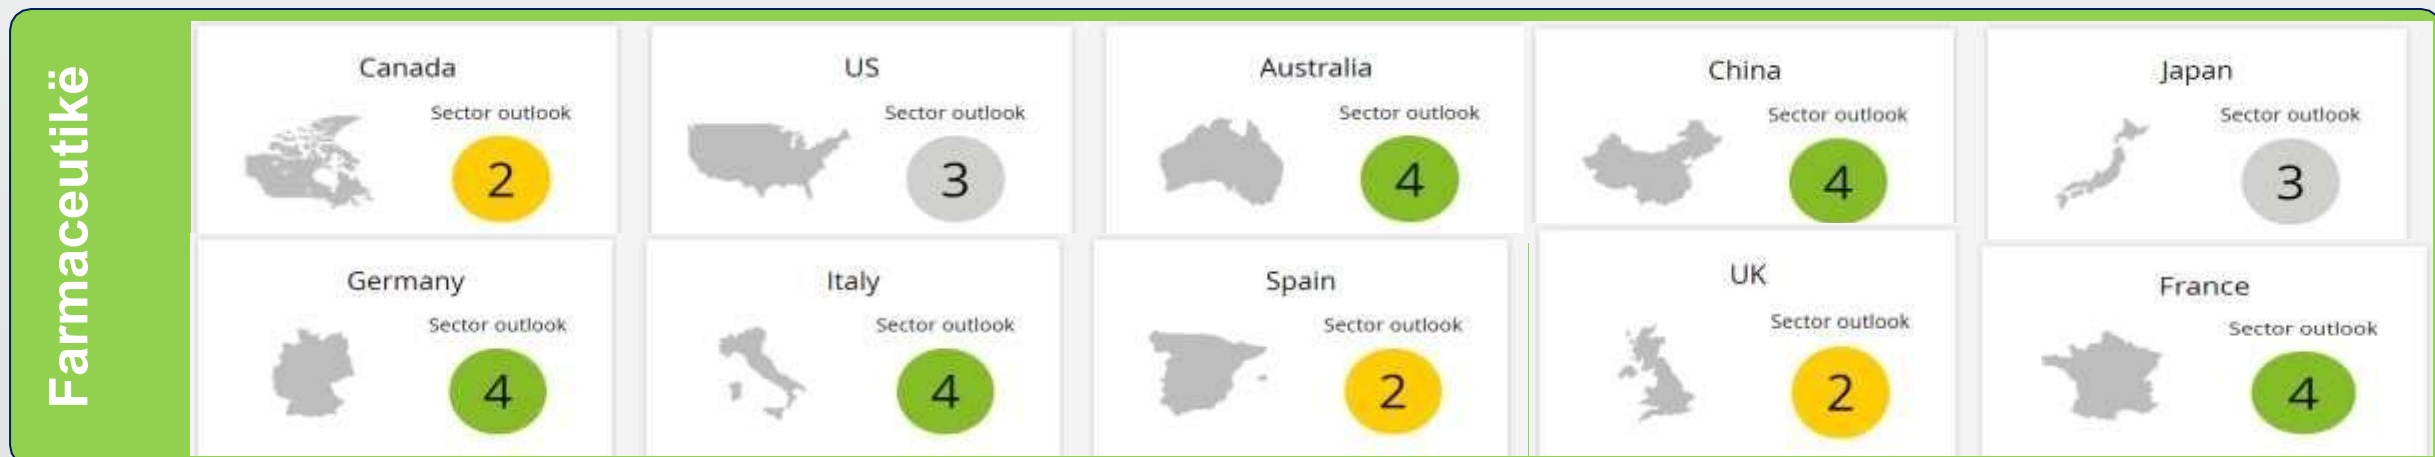 Farmaceutikë
Canada
Sector outlook
2
US
Sector outlook
3
Australia
Sector outlook
4
China
Sector outlook
4
Japan
Sector outlook
3
Germany
Sector outlook
4
Italy
Sector outlook
4
Spain
Sector outlook
2
UK
Sector outlook
2
France
Sector outlook
4